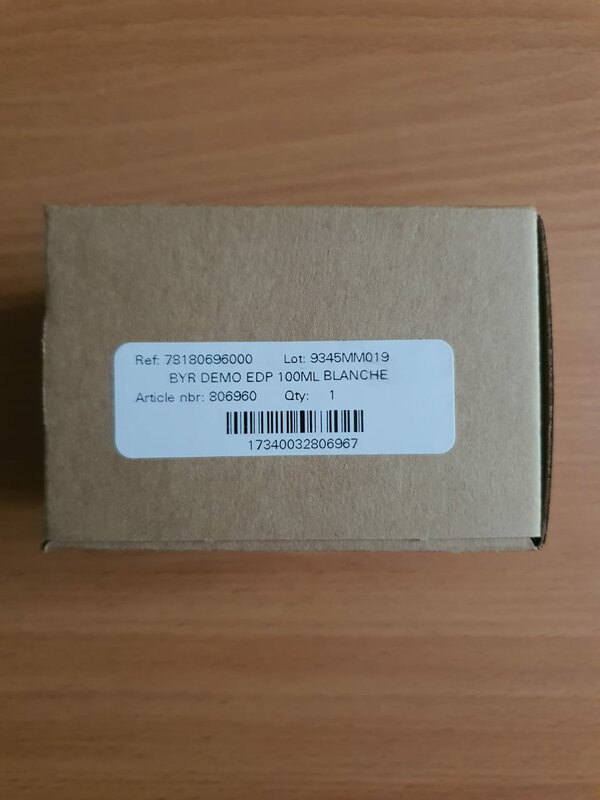 Ref: 78180696000 Lot: 9345MM019
BYR DEMO EDP 100ML BLANCHE
Article nbr: 806960 Qty: 1
17340032806967